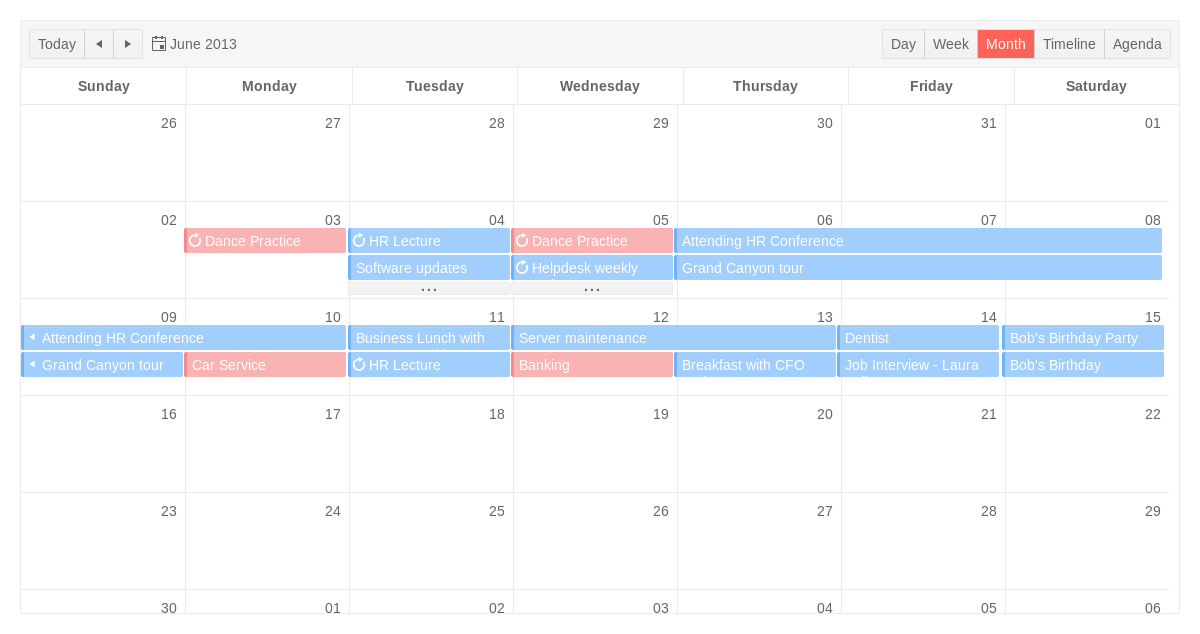 Today June 2013 Day Week Month Timeline Agenda
Sunday Monday Tuesday Wednesday Thursday Friday Saturday
26 27 28 29 30 31 01
02 03 04 05 06 07 08
Dance Practice HR Lecture Dance Practice Attending HR Conference
Software updates Helpdesk weekly Grand Canyon tour
... ...
09 10 11 12 13 14 15
Attending HR Conference Business Lunch with Server maintenance Dentist Bob's Birthday Party
Grand Canyon tour Car Service HR Lecture Banking Breakfast with CFO Job Interview - Laura Bob's Birthday
16 17 18 19 20 21 22
23 24 25 26 27 28 29
30 01 02 03 04 05 06